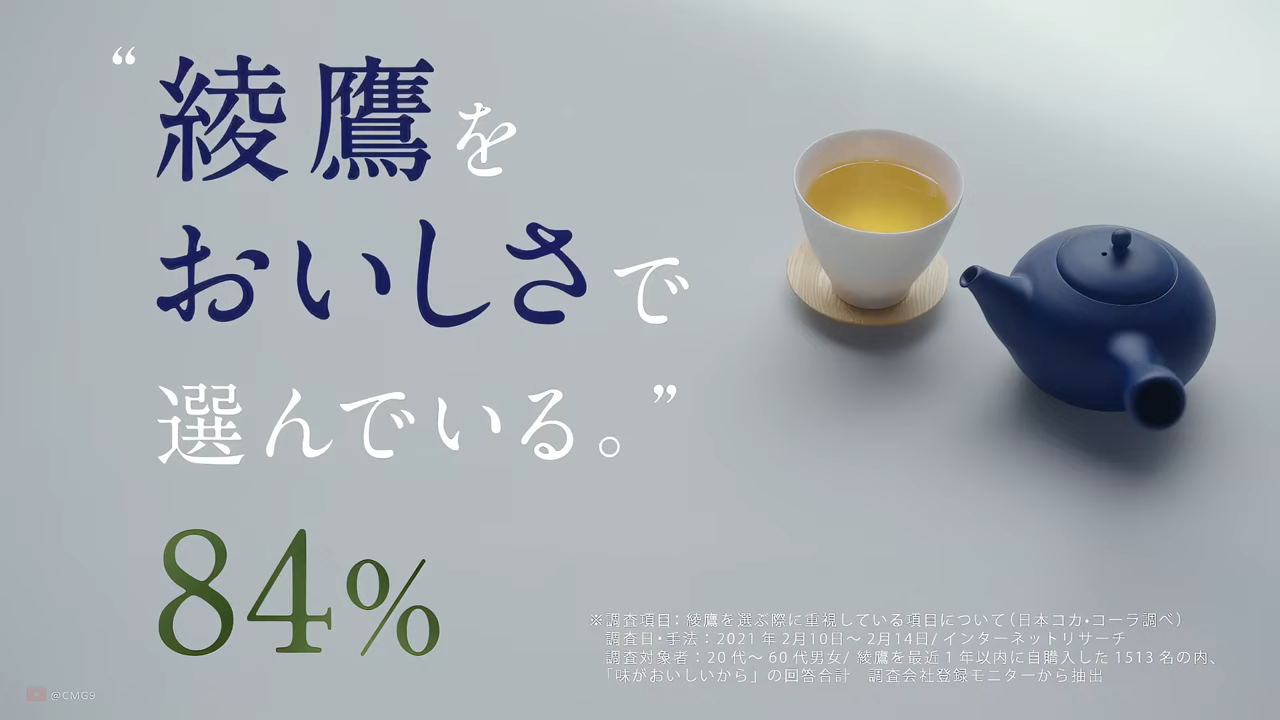 “綾鷹を
おいしさで
選んでいる。”
84%
※調査項目：綾鷹を選ぶ際に重視している項目について（日本コカ・コーラ調べ）
調査日・手法：2021年2月10日〜2月14日/インターネットリサーチ
調査対象者：20代〜60代男女/綾鷹を最近1年以内に自購入した1513名の内、
「味がおいしいから」の回答合計　調査会社登録モニターから抽出
@CMG9